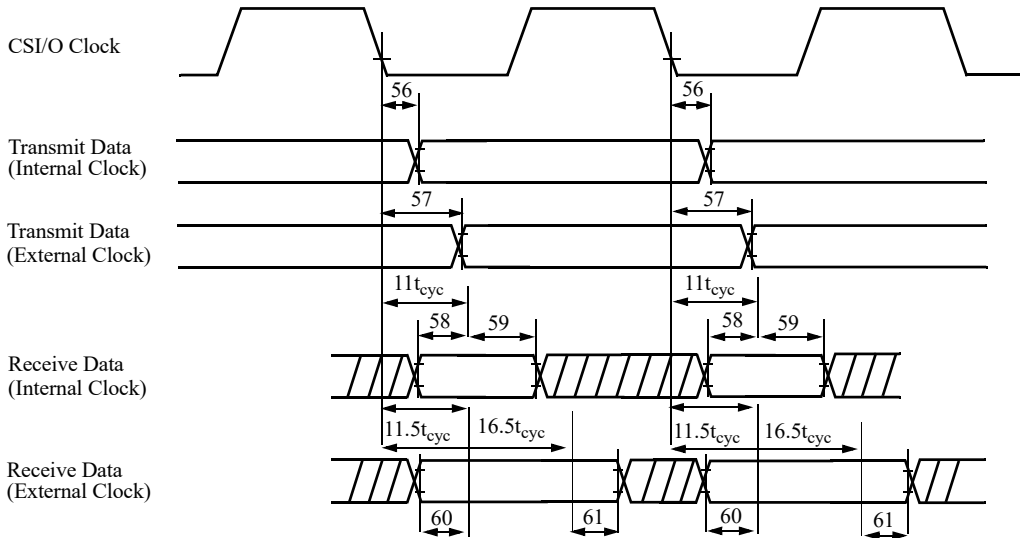 CSI/O Clock
56 56
Transmit Data
(Internal Clock)
57 57
Transmit Data
(External Clock)
11tcyc 11tcyc
58 59 58 59
Receive Data
(Internal Clock)
11.5tcyc 16.5tcyc 11.5tcyc 16.5tcyc
Receive Data
(External Clock)
60 61 60 61